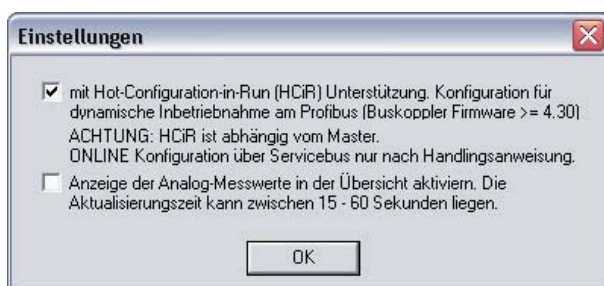 Einstellungen
mit Hot-Configuration-in-Run (HCiR) Unterstützung. Konfiguration für
dynamische Inbetriebnahme am Profibus (Buskoppler Firmware >= 4.30)
ACHTUNG: HCiR ist abhängig vom Master.
ONLINE Konfiguration über Servicebus nur nach Handlingsanweisung.
Anzeige der Analog-Messwerte in der Übersicht aktiviern. Die
Aktualisierungszeit kann zwischen 15 - 60 Sekunden liegen.
OK